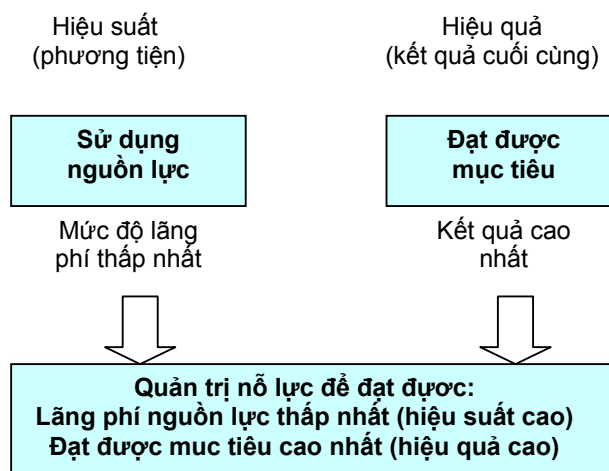 Hiệu suất
(phương tiện)
Hiệu quả
(kết quả cuối cùng)
Sử dụng
nguồn lực
Đạt được
mục tiêu
Mức độ lãng
phí thấp nhất
Kết quả cao
nhất
Quản trị nỗ lực để đạt đựơc:
Lãng phí nguồn lực thấp nhất (hiệu suất cao)
Đạt được muc tiêu cao nhất (hiệu quả cao)